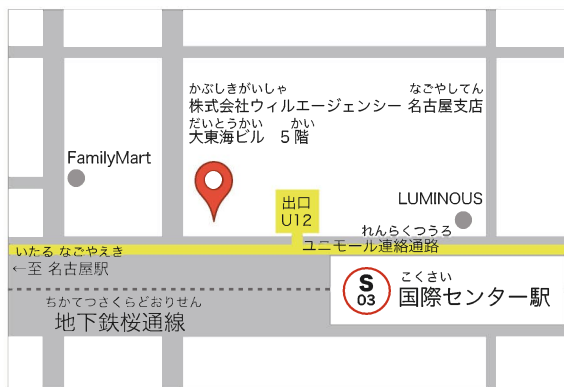 かぶしきがいしゃ なごやしてん
株式会社ウィルエージェンシー 名古屋支店
だいとうかい かい
大東海ビル 5階
FamilyMart
出口
U12
LUMINOUS
れんらくつうろ
ユニモール連絡通路
いたる なごやえき
←至 名古屋駅
S
03
こくさい
国際センター駅
ちかてつさくらどおりせん
地下鉄桜通線